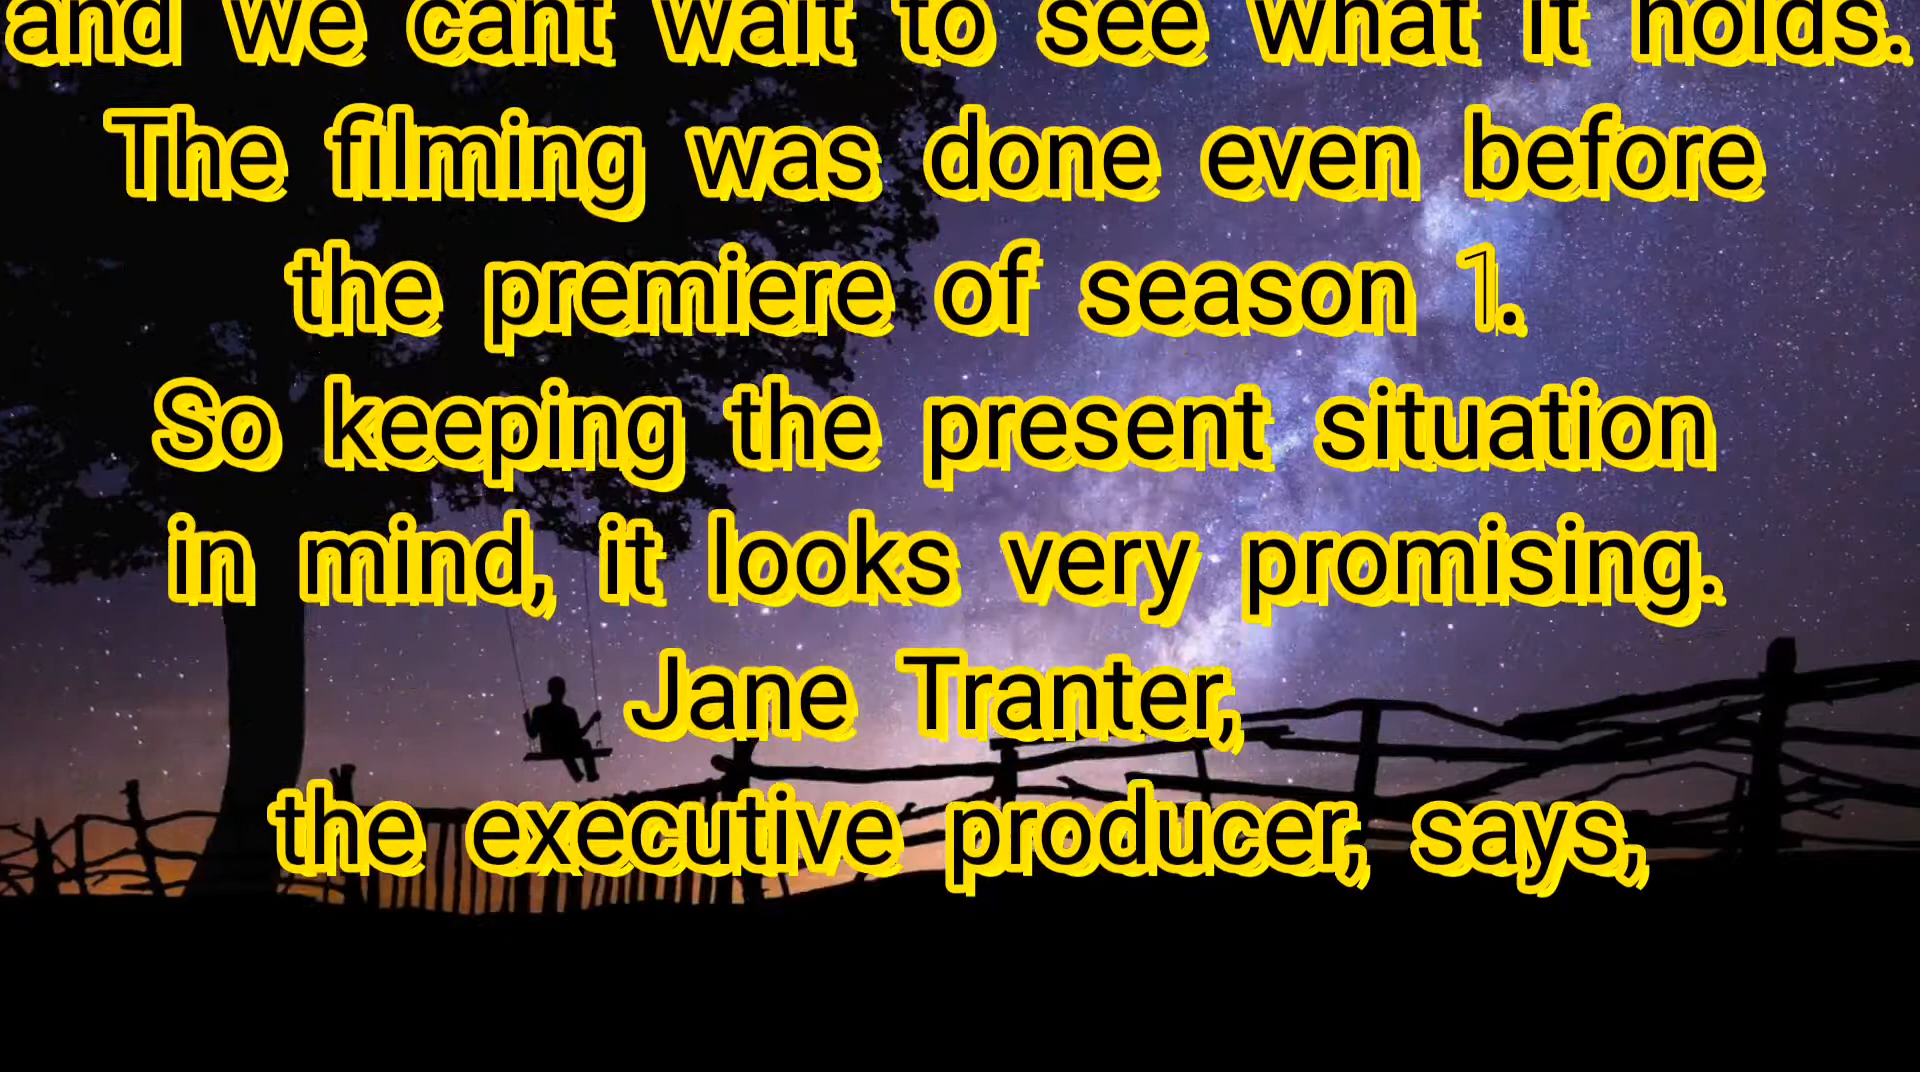 and we cant wait to see what it holds.
The filming was done even before
the premiere of season 1.
So keeping the present situation
in mind, it looks very promising.
Jane Tranter,
the executive producer, says,